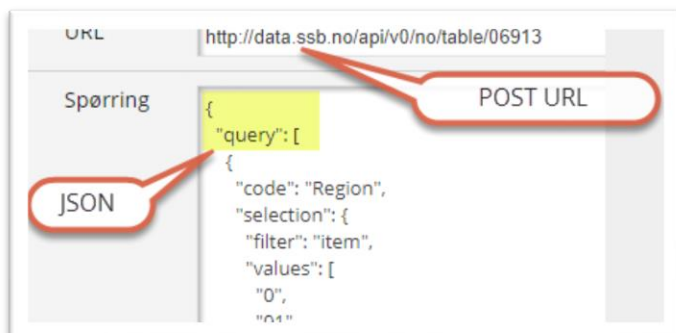 URL http://data.ssb.no/api/v0/no/table/06913
Spørring
POST URL
{
"query": [
{
JSON
"code": "Region",
"selection": {
"filter": "item",
"values": [
"0",
"01"